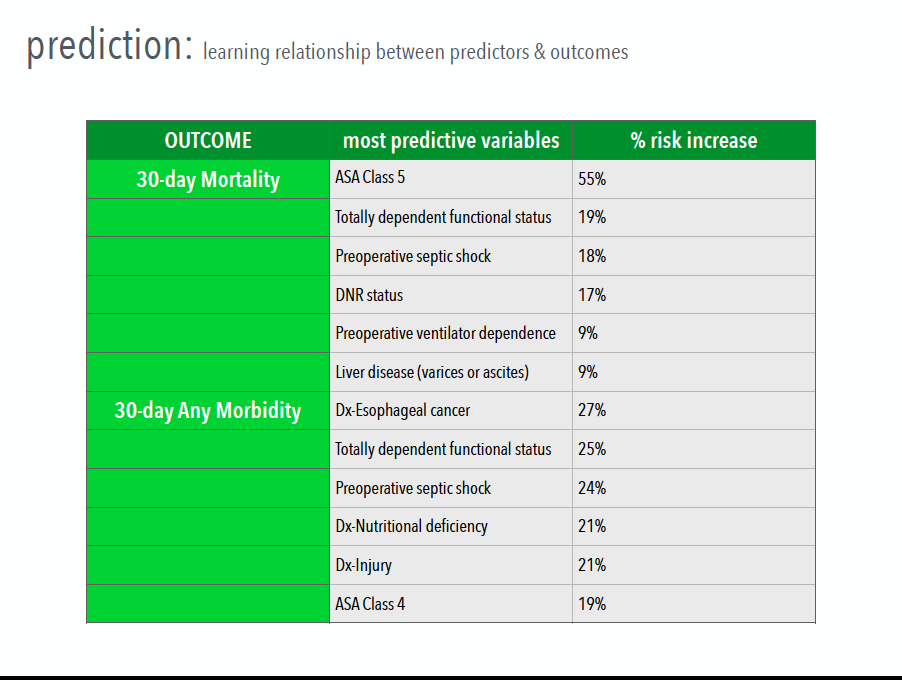 prediction: learning relationship between predictors & outcomes
OUTCOME most predictive variables % risk increase
30-day Mortality ASA Class 5 55%
Totally dependent functional status 19%
Preoperative septic shock 18%
DNR status 17%
Preoperative ventilator dependence 9%
Liver disease (varices or ascites) 9%
30-day Any Morbidity Dx-Esophageal cancer 27%
Totally dependent functional status 25%
Preoperative septic shock 24%
Dx-Nutritional deficiency 21%
Dx-Injury 21%
ASA Class 4 19%